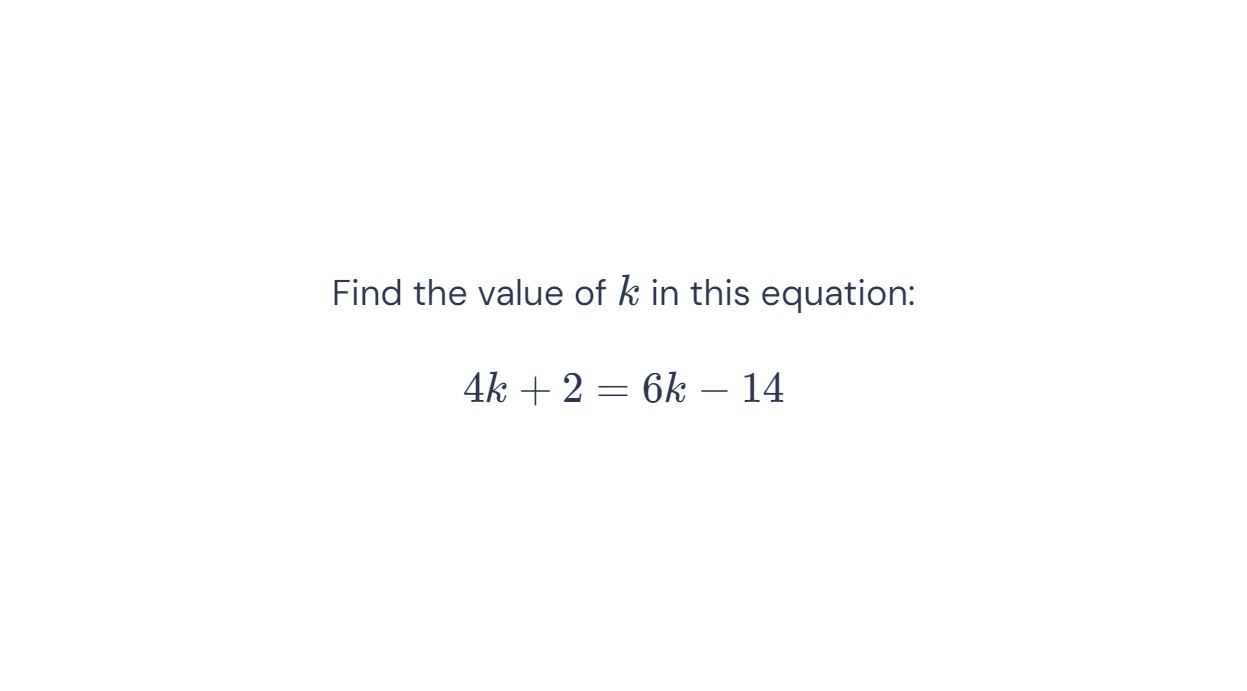 Find the value of k in this equation:
4k + 2 = 6k − 14